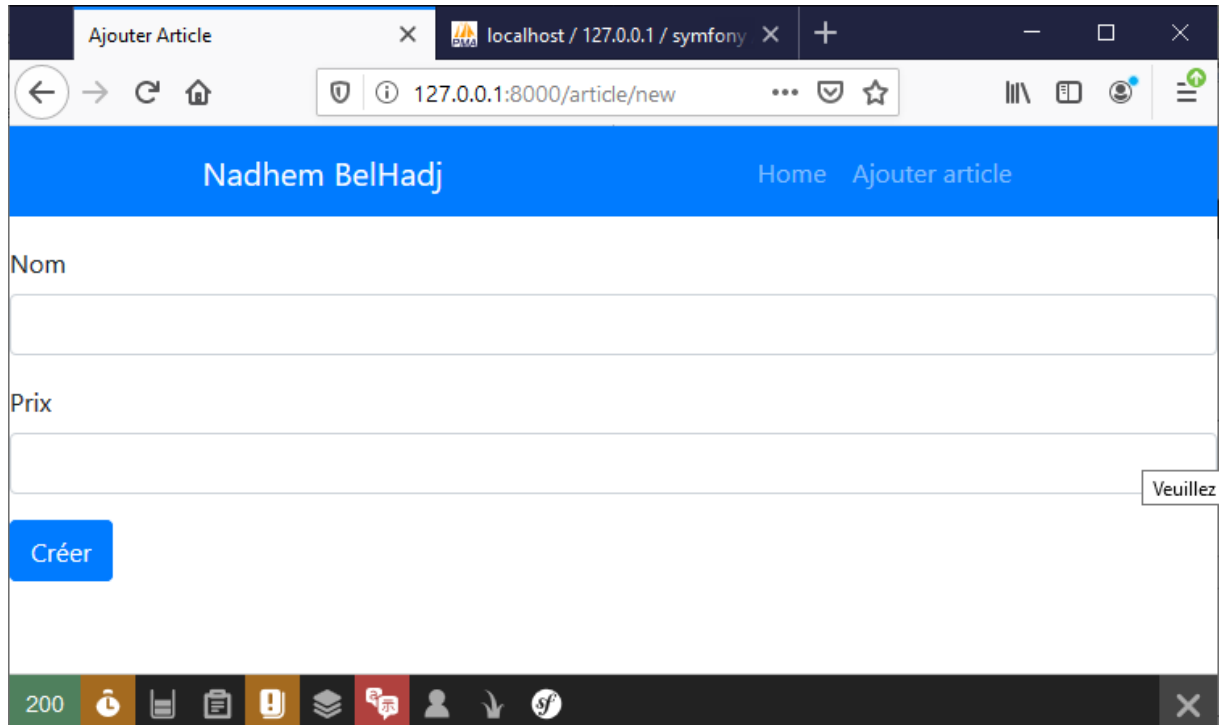 Ajouter Article
localhost / 127.0.0.1 / symfony
127.0.0.1:8000/article/new
Nadhem BelHadj
Home Ajouter article
Nom
Prix
Veuillez
Créer
200